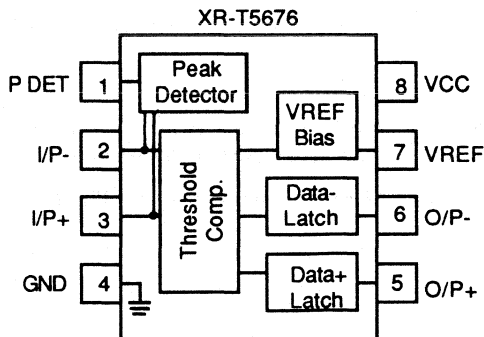 XR-T5676
P DET 1 Peak Detector 8 VCC
I/P- 2 VREF Bias 7 VREF
I/P+ 3 Threshold Comp. Data- Latch 6 O/P-
GND 4 Data+ Latch 5 O/P+